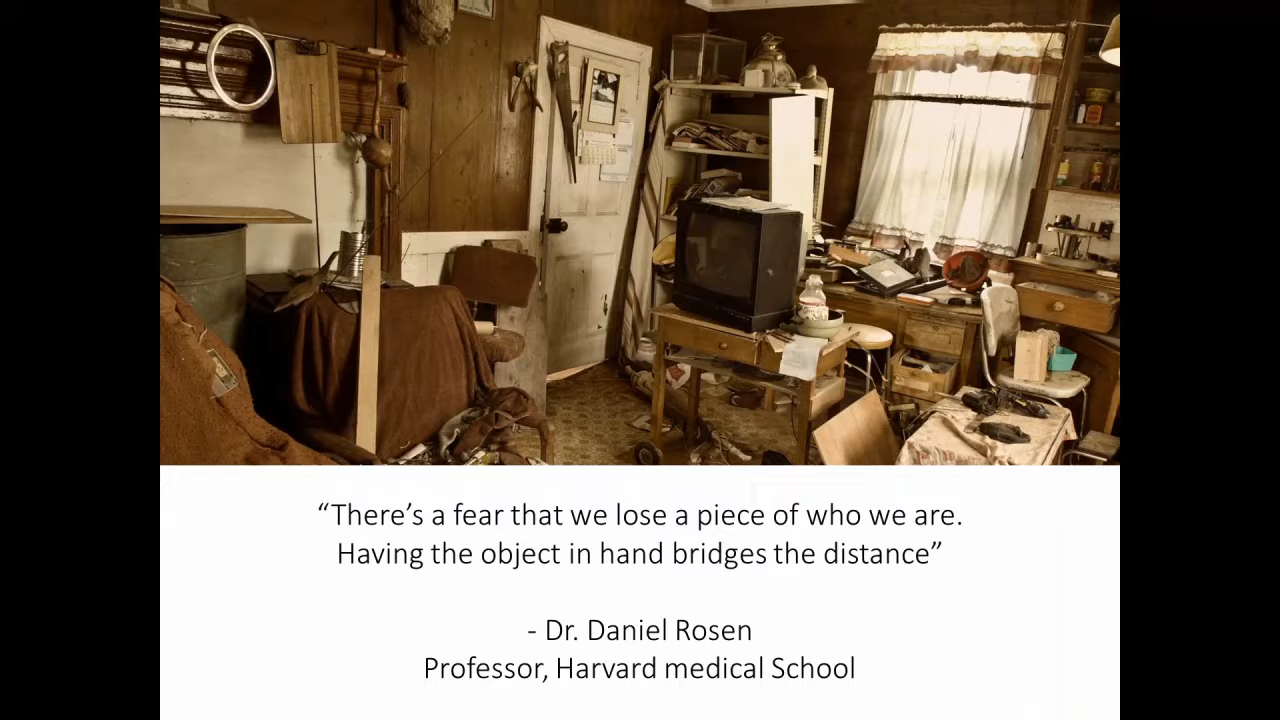 “There’s a fear that we lose a piece of who we are.
Having the object in hand bridges the distance”
- Dr. Daniel Rosen
Professor, Harvard medical School